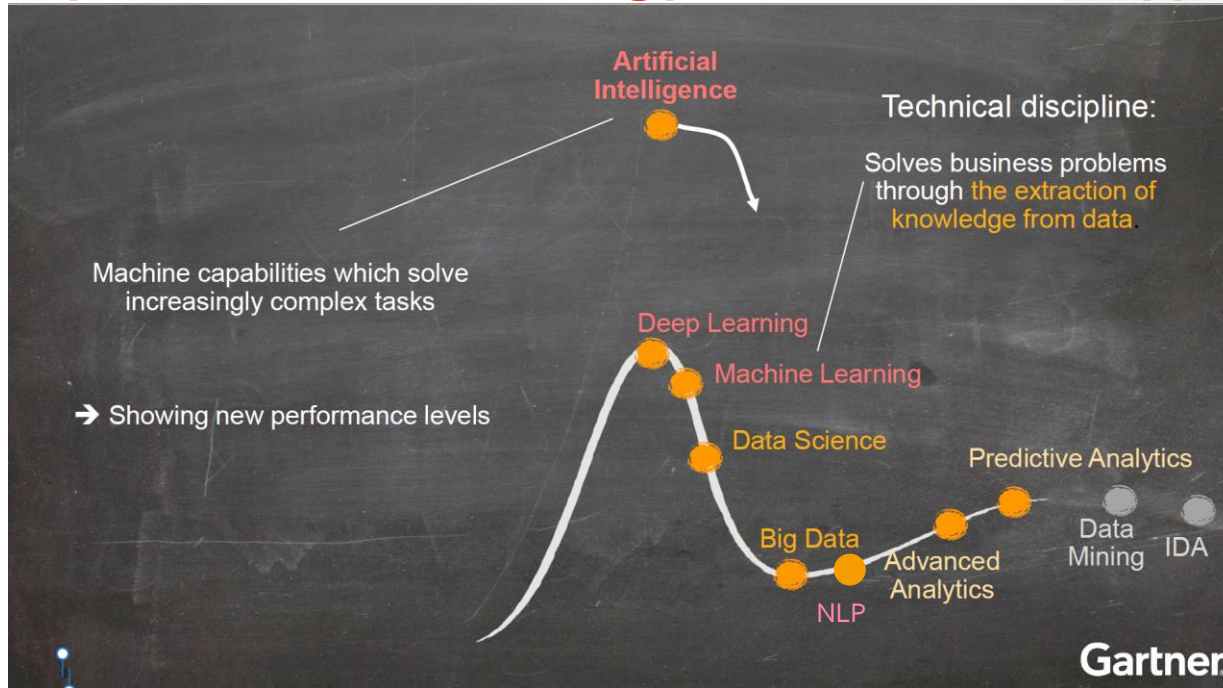 Artificial
Intelligence
Technical discipline:
Solves business problems
through the extraction of
knowledge from data.
Machine capabilities which solve
increasingly complex tasks
Deep Learning
Machine Learning
➔ Showing new performance levels
Data Science
Predictive Analytics
Big Data
Data
Mining
IDA
Advanced
Analytics
NLP
Gartner